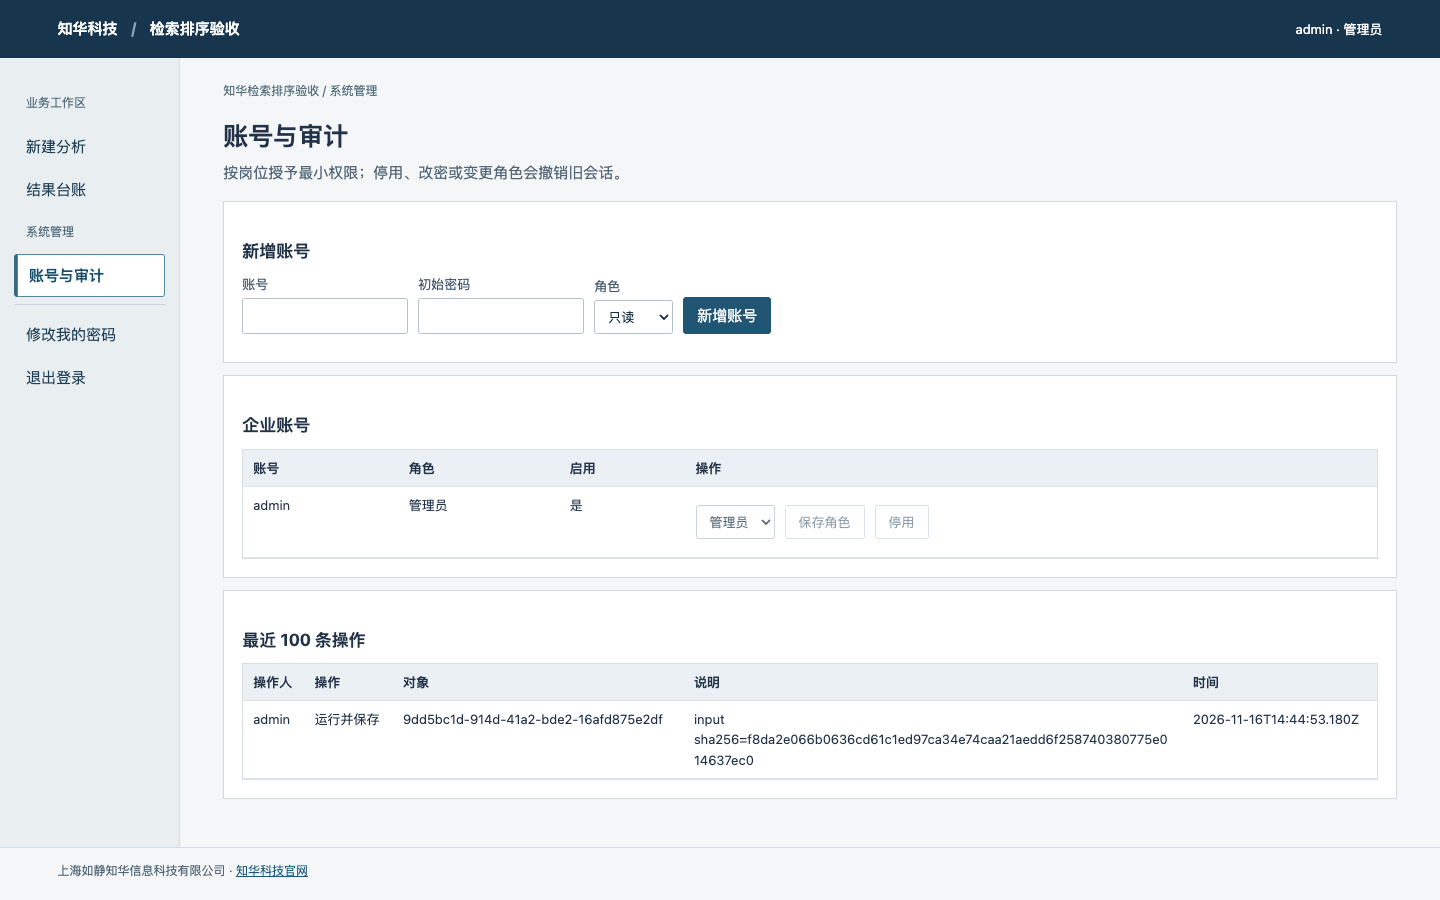 知华科技 / 检索排序验收
admin · 管理员
业务工作区
新建分析
结果台账
系统管理
账号与审计
修改我的密码
退出登录
知华检索排序验收 / 系统管理
账号与审计
按岗位授予最小权限；停用、改密或变更角色会撤销旧会话。
新增账号
账号 初始密码 角色
只读 新增账号
企业账号
账号 角色 启用 操作
admin 管理员 是 管理员 保存角色 停用
最近 100 条操作
操作人 操作 对象 说明 时间
admin 运行并保存 9dd5bc1d-914d-41a2-bde2-16afd875e2df input 2026-11-16T14:44:53.180Z
sha256=f8da2e066b0636cd61c1ed97ca34e74caa21aedd6f258740380775e0
14637ec0
上海如静知华信息科技有限公司 · 知华科技官网